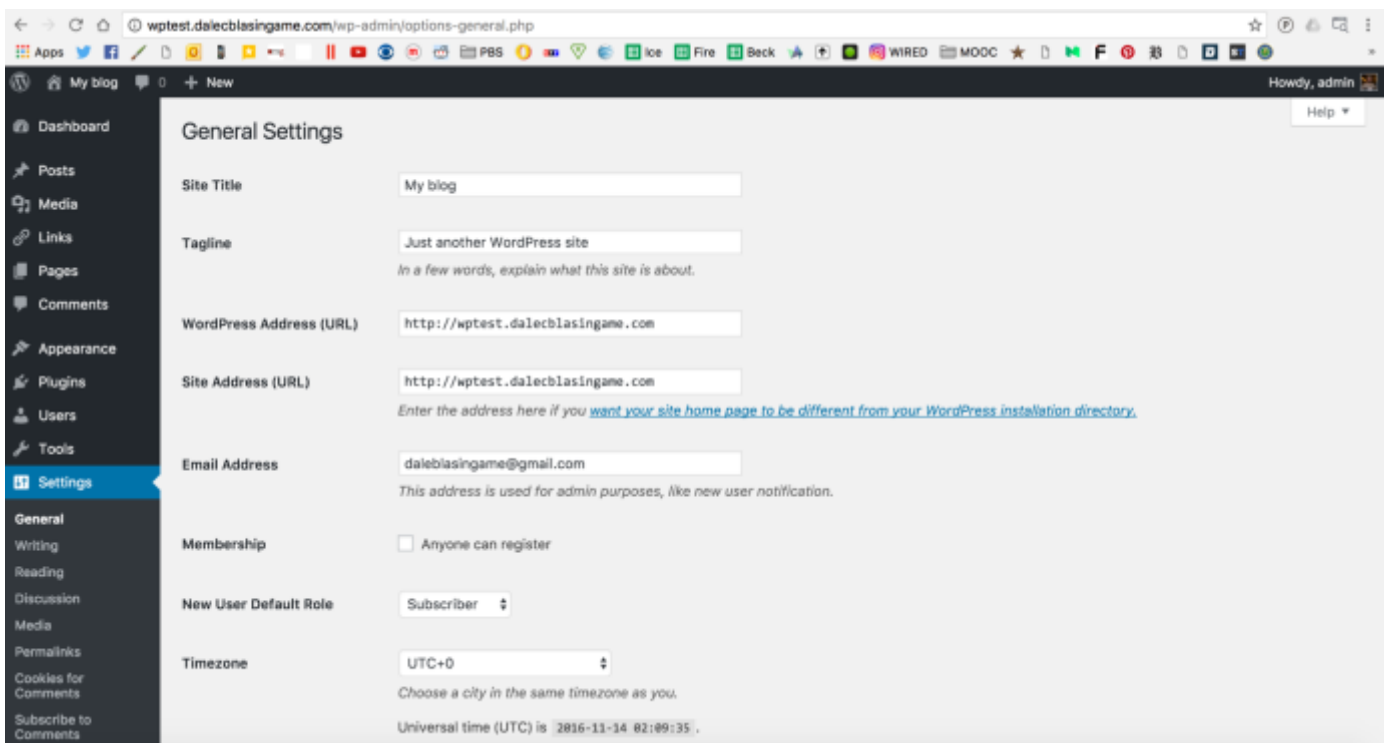 wptest.dalecblasingame.com/wp-admin/options-general.php
Apps PBS Ice Fire Beck WIRED MOOC
My blog 0 + New Howdy, admin
Help
Dashboard
General Settings
Posts
Site Title My blog
Media
Links
Tagline Just another WordPress site
Pages
In a few words, explain what this site is about.
Comments
WordPress Address (URL) http://wptest.dalecblasingame.com
Appearance
Plugins
Site Address (URL) http://wptest.dalecblasingame.com
Users
Enter the address here if you want your site home page to be different from your WordPress installation directory.
Tools
Email Address daleblasingame@gmail.com
Settings
This address is used for admin purposes, like new user notification.
General
Writing
Membership Anyone can register
Reading
Discussion
New User Default Role Subscriber
Media
Permalinks
Timezone UTC+0
Cookies for
Comments
Choose a city in the same timezone as you.
Subscribe to
Comments
Universal time (UTC) is 2016-11-14 02:09:35 .